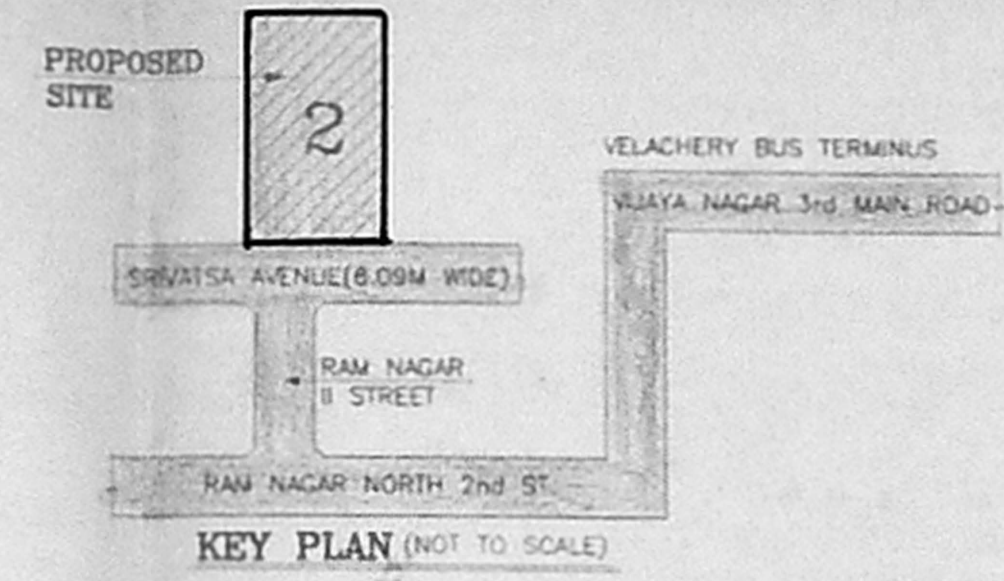 PROPOSED
SITE
2
VELACHERY BUS TERMINUS
VIJAYA NAGAR 3rd MAIN ROAD
SRIVATSA AVENUE(6.09M WIDE)
RAM NAGAR
II STREET
RAM NAGAR NORTH 2nd ST.
KEY PLAN (NOT TO SCALE)